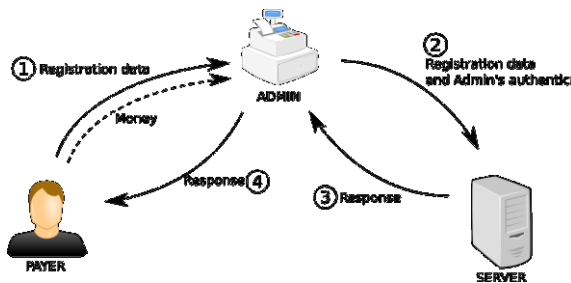 1 Registration data
Money
ADMIN
2
Registration data
and Admin's authentic
Response 4
3 Response
PAYER
SERVER